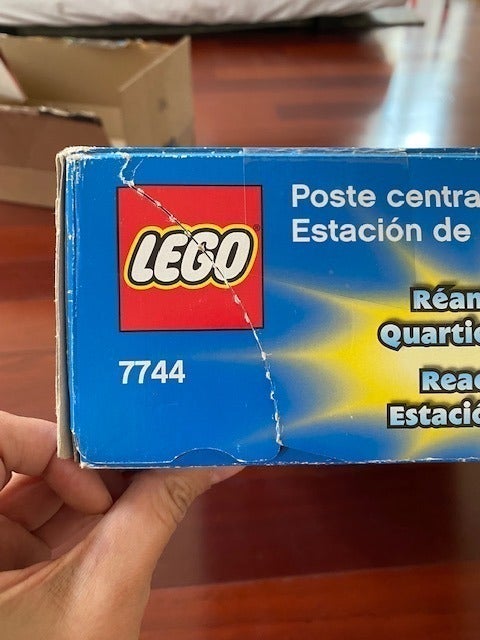 LEGO
7744
Poste centra
Estación de
Réan
Quartie
Reac
Estació